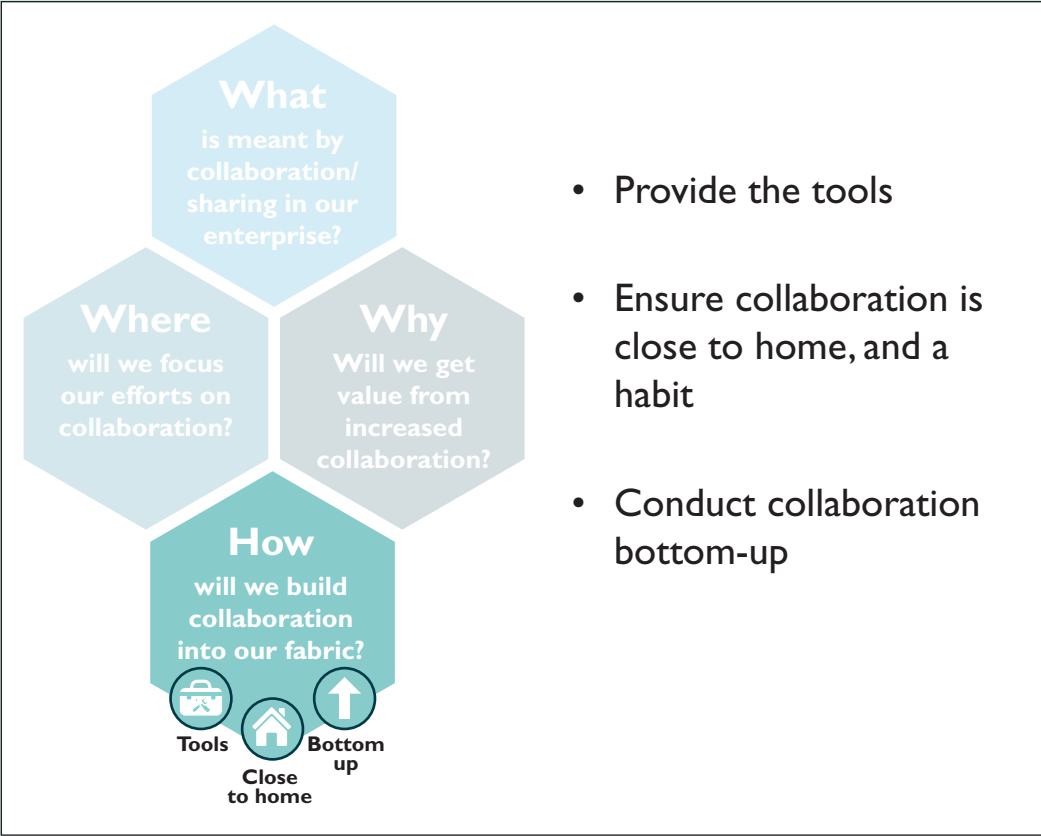 What
is meant by
collaboration/
sharing in our
enterprise?
Where
will we focus
our efforts on
collaboration?
Why
Will we get
value from
increased
collaboration?
How
will we build
collaboration
into our fabric?
Tools
Close
to home
Bottom
up
• Provide the tools
• Ensure collaboration is
close to home, and a
habit
• Conduct collaboration
bottom-up